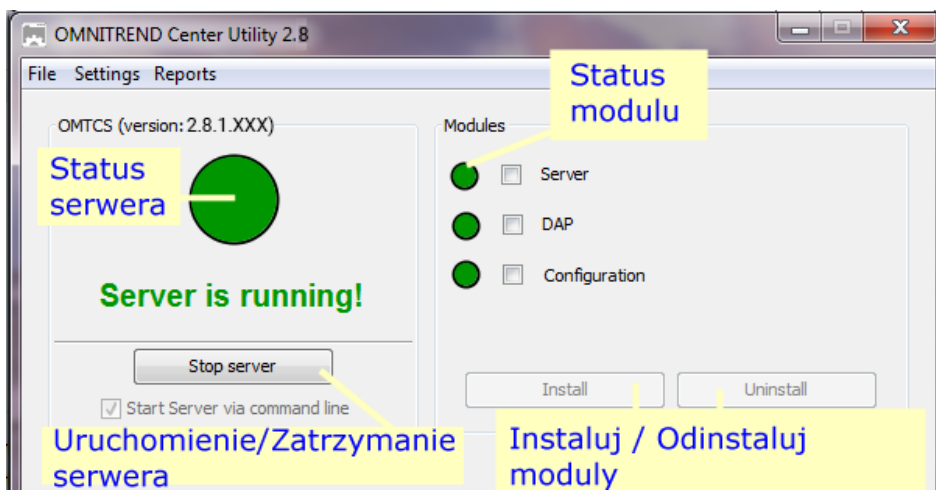 OMNITREND Center Utility 2.8
File Settings Reports
Status
modulu
OMTCS (version: 2.8.1.XXX)
Modules
Status
serwera
Server
DAP
Configuration
Server is running!
Stop server
Start Server via command line
Install
Uninstall
Uruchomienie/Zatrzymanie
serwera
Instaluj / Odinstaluj
moduly